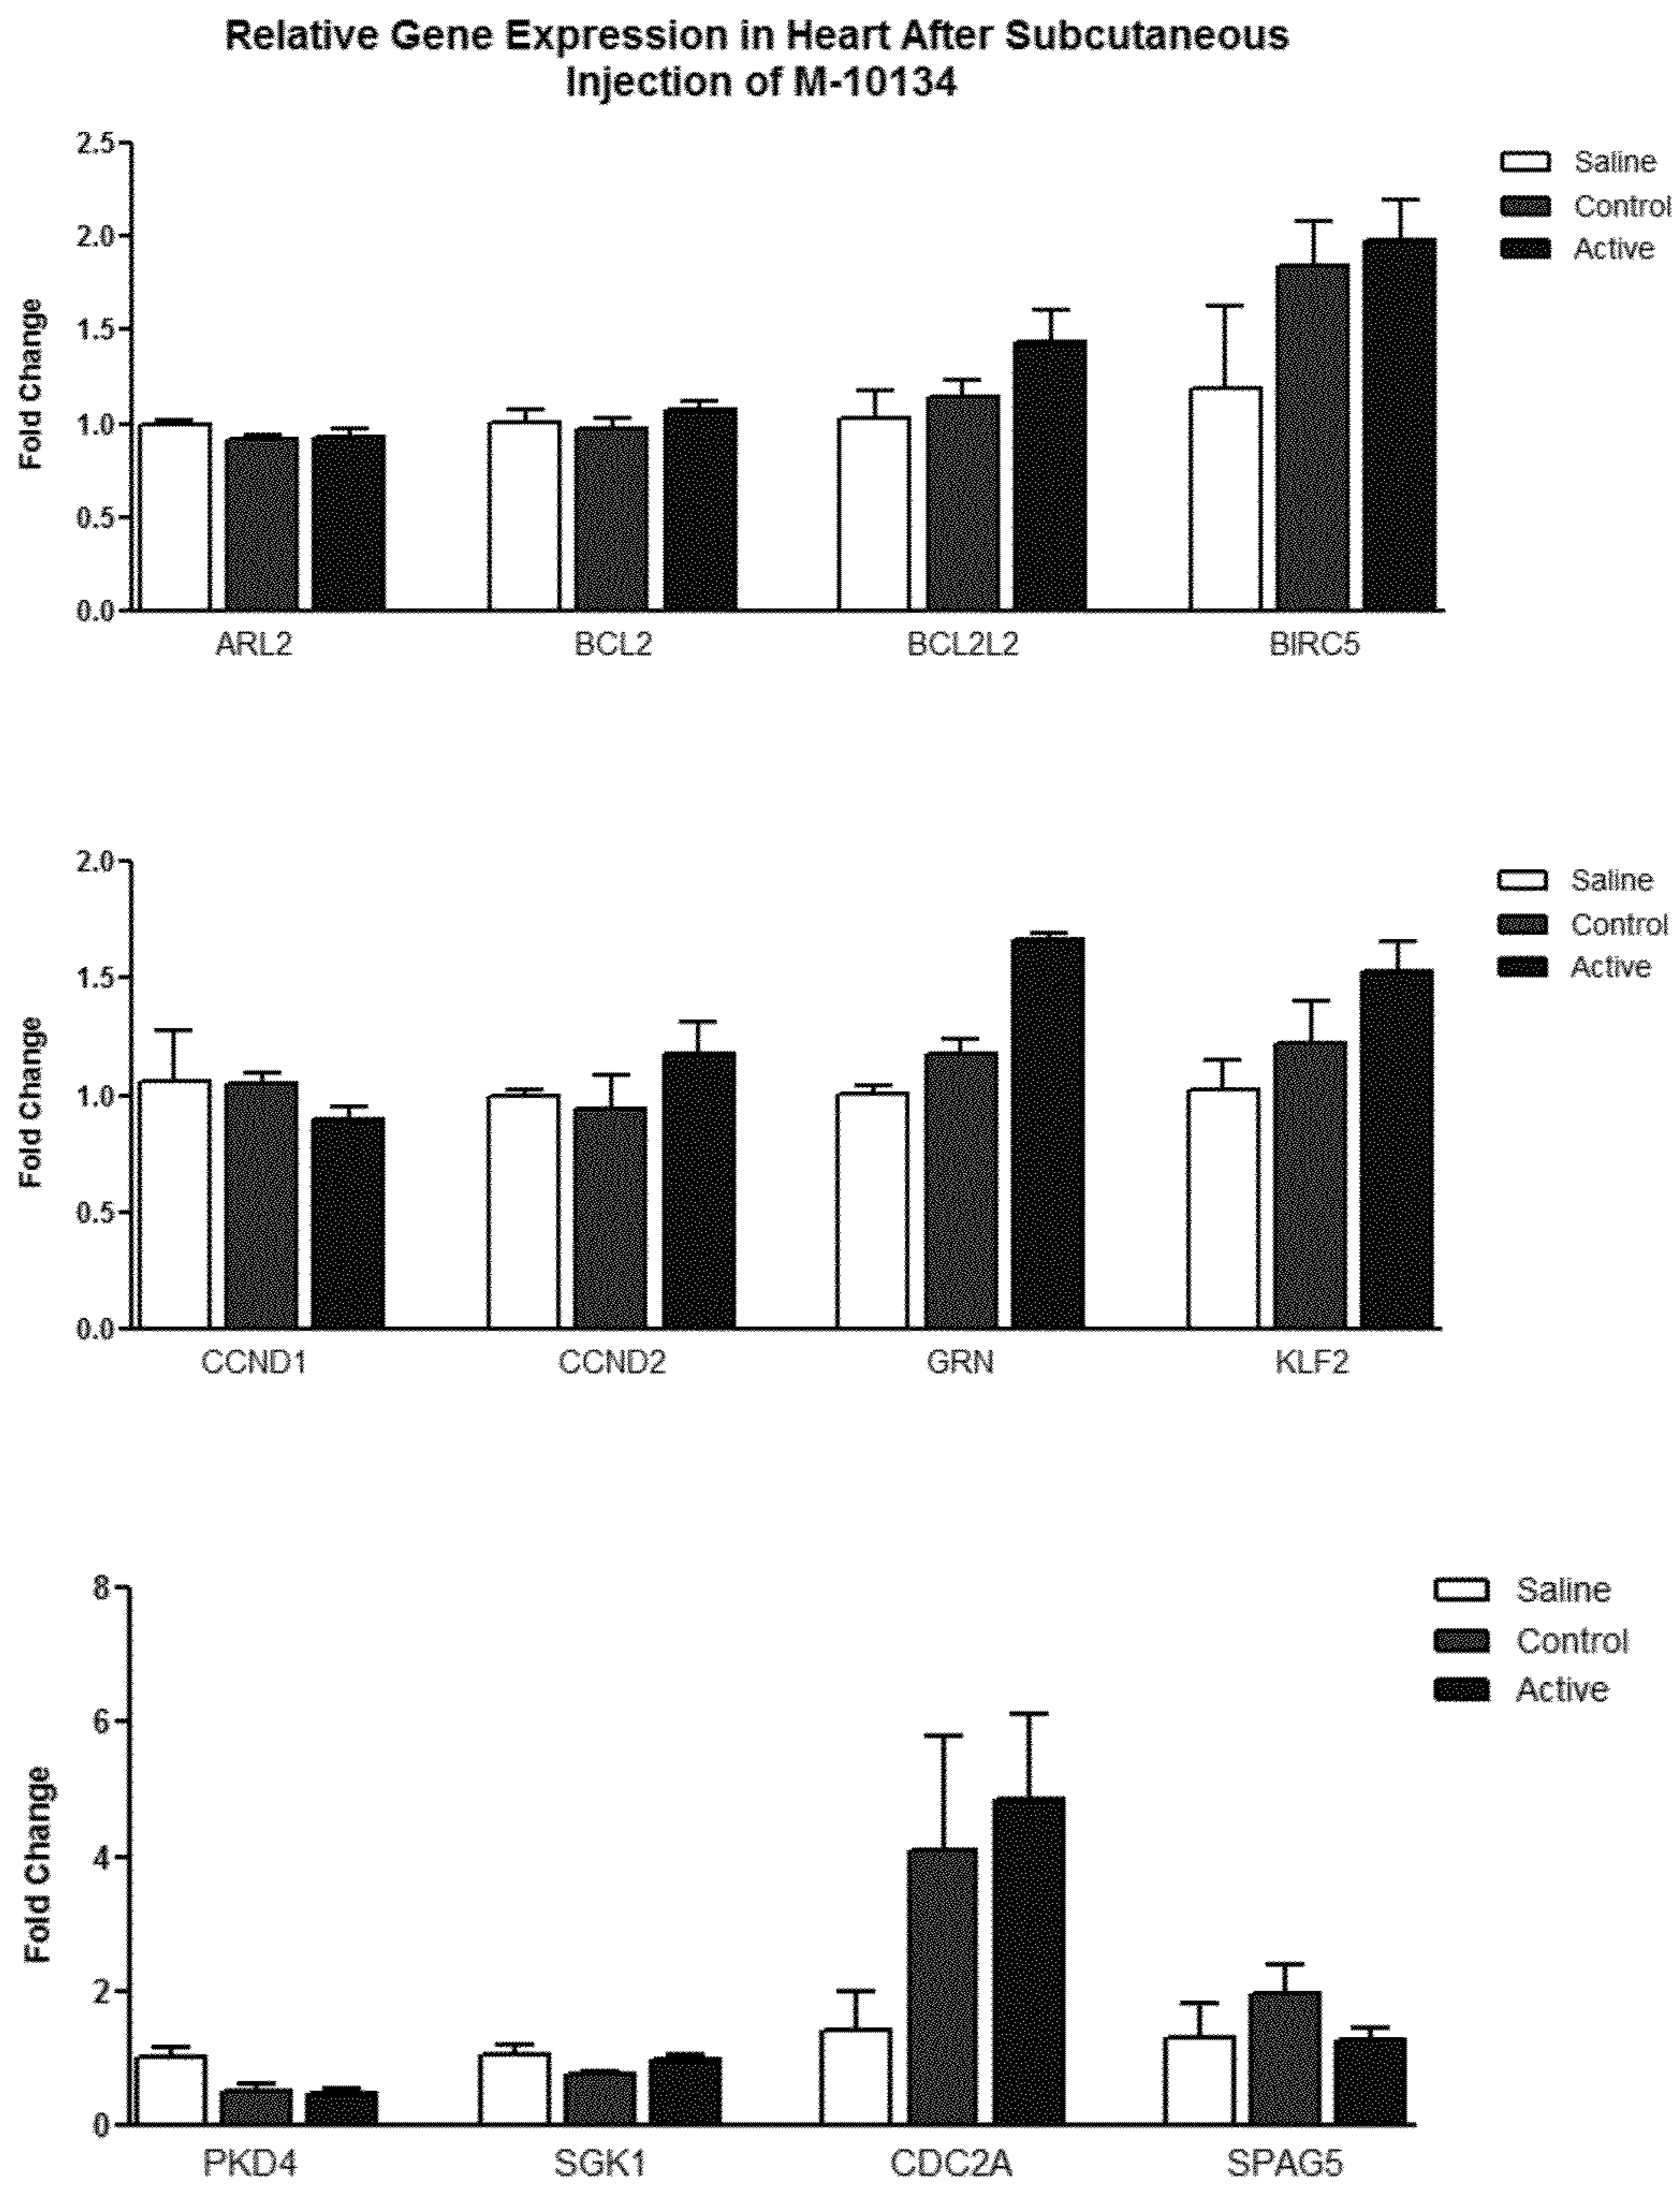 Relative Gene Expression in Heart After Subcutaneous
Injection of M-10134
2.5
2.0
1.5
1.0
0.5
0.0
Fold Change
Saline
Control
Active
ARL2 BCL2 BCL2L2 BIRC5
2.0
1.5
1.0
0.5
0.0
Fold Change
Saline
Control
Active
CCND1 CCND2 GRN KLF2
8
6
4
2
0
Fold Change
Saline
Control
Active
PKD4 SGK1 CDC2A SPAG5